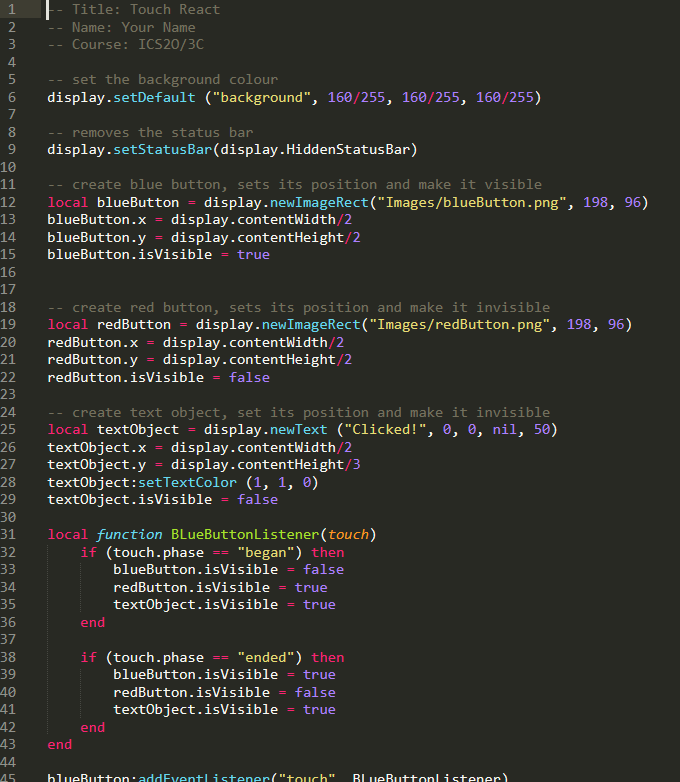 1 -- Title: Touch React
2 -- Name: Your Name
3 -- Course: ICS2O/3C
4
5 -- set the background colour
6 display.setDefault ("background", 160/255, 160/255, 160/255)
7
8 -- removes the status bar
9 display.setStatusBar(display.HiddenStatusBar)
10
11 -- create blue button, sets its position and make it visible
12 local blueButton = display.newImageRect("Images/blueButton.png", 198, 96)
13 blueButton.x = display.contentWidth/2
14 blueButton.y = display.contentHeight/2
15 blueButton.isVisible = true
16
17
18 -- create red button, sets its position and make it invisible
19 local redButton = display.newImageRect("Images/redButton.png", 198, 96)
20 redButton.x = display.contentWidth/2
21 redButton.y = display.contentHeight/2
22 redButton.isVisible = false
23
24 -- create text object, set its position and make it invisible
25 local textObject = display.newText ("Clicked!", 0, 0, nil, 50)
26 textObject.x = display.contentWidth/2
27 textObject.y = display.contentHeight/3
28 textObject:setTextColor (1, 1, 0)
29 textObject.isVisible = false
30
31 local function BLueButtonListener(touch)
32     if (touch.phase == "began") then
33         blueButton.isVisible = false
34         redButton.isVisible = true
35         textObject.isVisible = true
36     end
37
38     if (touch.phase == "ended") then
39         blueButton.isVisible = true
40         redButton.isVisible = false
41         textObject.isVisible = true
42     end
43 end
44
45 blueButton:addEventListener("touch", BLueButtonListener)